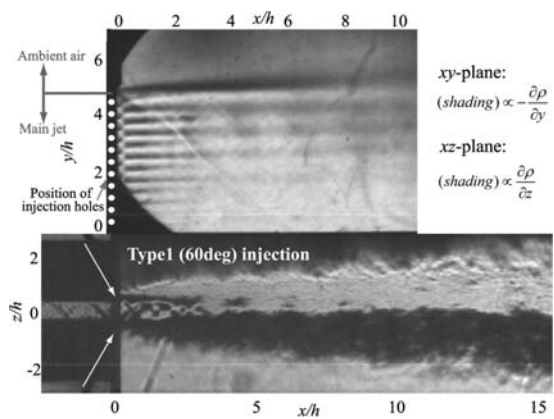 0 2 4 6 8 10
x/h
Ambient air
Main jet
6
4
2
0
y/h
Position of
injection holes
xy-plane:
(shading) ∝ −∂ρ/∂y
xz-plane:
(shading) ∝ ∂ρ/∂z
Type1 (60deg) injection
2
0
-2
z/h
0 5 10 15
x/h